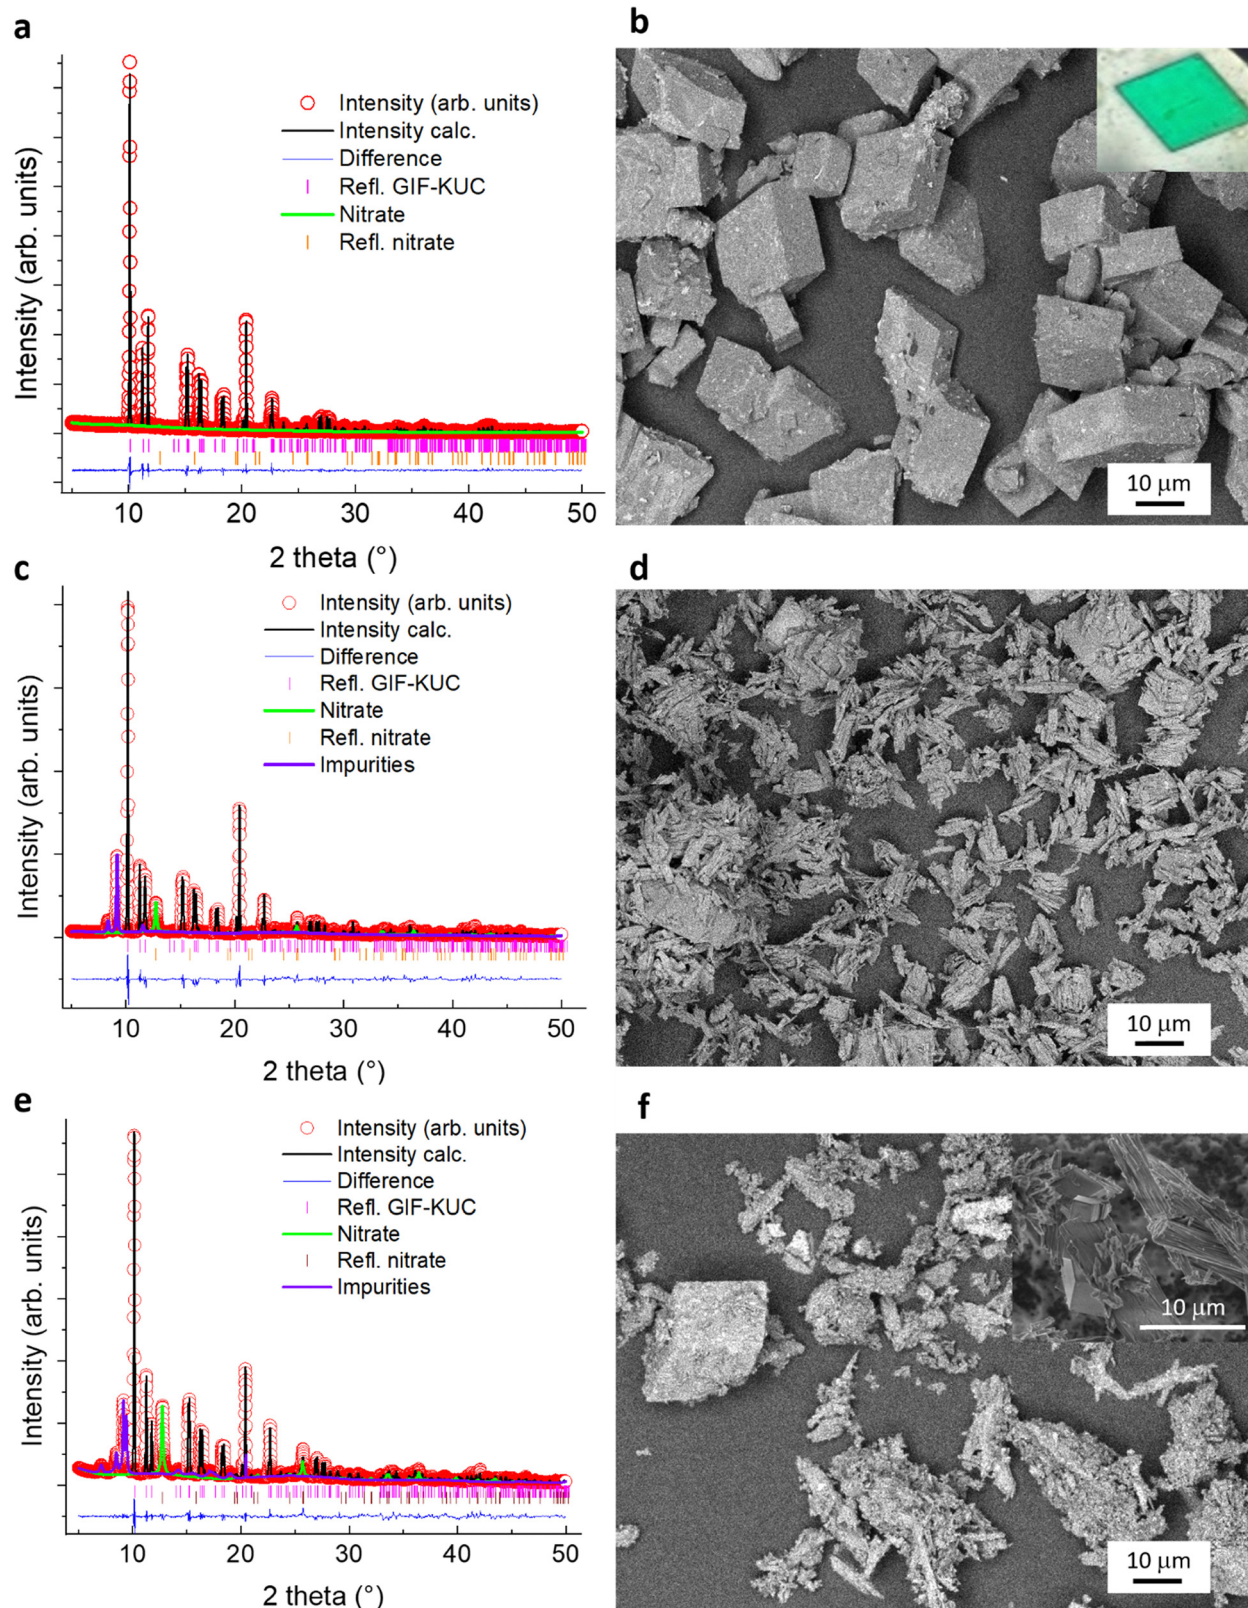 a
Intensity (arb. units)
Intensity (arb. units)
Intensity calc.
Difference
Refl. GIF-KUC
Nitrate
Refl. nitrate
10
20
30
40
50
2 theta (°)
b
10 µm
c
Intensity (arb. units)
Intensity (arb. units)
Intensity calc.
Difference
Refl. GIF-KUC
Nitrate
Refl. nitrate
Impurities
10
20
30
40
50
2 theta (°)
d
10 µm
e
Intensity (arb. units)
Intensity (arb. units)
Intensity calc.
Difference
Refl. GIF-KUC
Nitrate
Refl. nitrate
Impurities
10
20
30
40
50
2 theta (°)
f
10 µm
10 µm